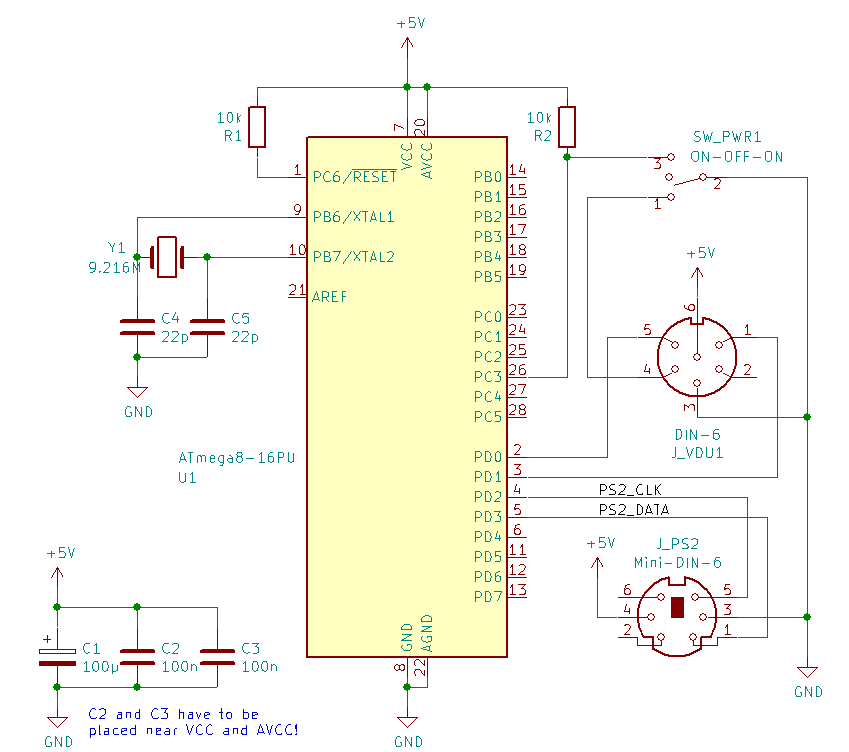 +5V
10k
R1
10k
R2
7
20
VCC
AVCC
SW_PWR1
ON-OFF-ON
3
2
1
1
PC6/RESET
9
PB6/XTAL1
10
PB7/XTAL2
21
AREF
Y1
9.216M
C4
22p
C5
22p
GND
PB0
14
PB1
15
PB2
16
PB3
17
PB4
18
PB5
19
PC0
23
PC1
24
PC2
25
PC3
26
PC4
27
PC5
28
+5V
6
5
1
4
2
3
DIN-6
J_VDU1
ATmega8-16PU
U1
PD0
2
PD1
3
PD2
4
PD3
5
PD4
6
PD5
11
PD6
12
PD7
13
PS2_CLK
PS2_DATA
+5V
J_PS2
Mini-DIN-6
6
5
4
3
2
1
GND
+5V
+
C1
100µ
C2
100n
C3
100n
GND
C2 and C3 have to be
placed near VCC and AVCC!
GND
AGND
8
22
GND